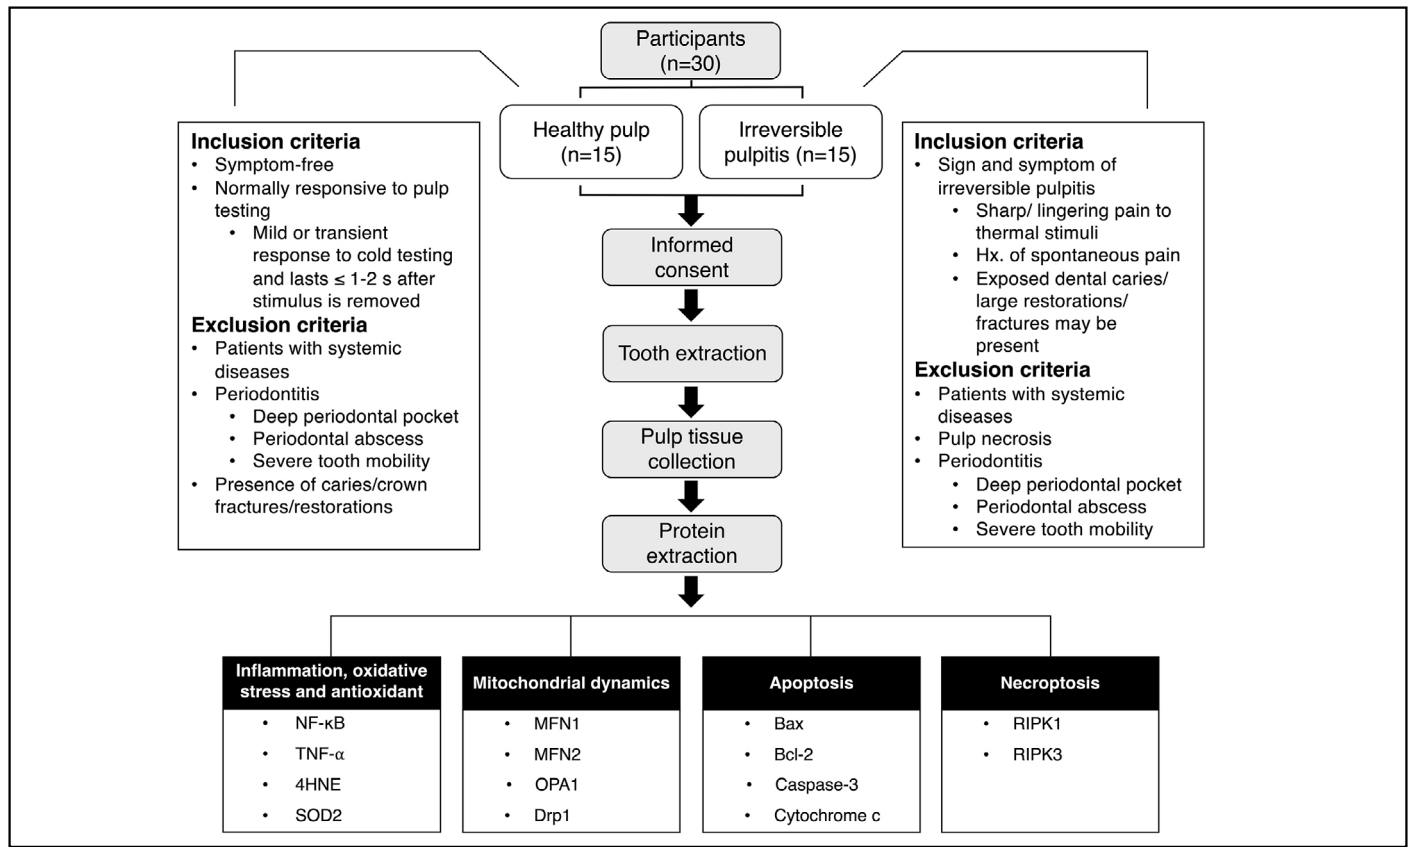 Participants
(n=30)
Healthy pulp
(n=15)
Irreversible
pulpitis (n=15)
Inclusion criteria
• Symptom-free
• Normally responsive to pulp
testing
• Mild or transient
response to cold testing
and lasts ≤ 1-2 s after
stimulus is removed
Exclusion criteria
• Patients with systemic
diseases
• Periodontitis
• Deep periodontal pocket
• Periodontal abscess
• Severe tooth mobility
• Presence of caries/crown
fractures/restorations
Inclusion criteria
• Sign and symptom of
irreversible pulpitis
• Sharp/ lingering pain to
thermal stimuli
• Hx. of spontaneous pain
• Exposed dental caries/
large restorations/
fractures may be
present
Exclusion criteria
• Patients with systemic
diseases
• Pulp necrosis
• Periodontitis
• Deep periodontal pocket
• Periodontal abscess
• Severe tooth mobility
Informed
consent
Tooth extraction
Pulp tissue
collection
Protein
extraction
Inflammation, oxidative
stress and antioxidant
• NF-κB
• TNF-α
• 4HNE
• SOD2
Mitochondrial dynamics
• MFN1
• MFN2
• OPA1
• Drp1
Apoptosis
• Bax
• Bcl-2
• Caspase-3
• Cytochrome c
Necroptosis
• RIPK1
• RIPK3